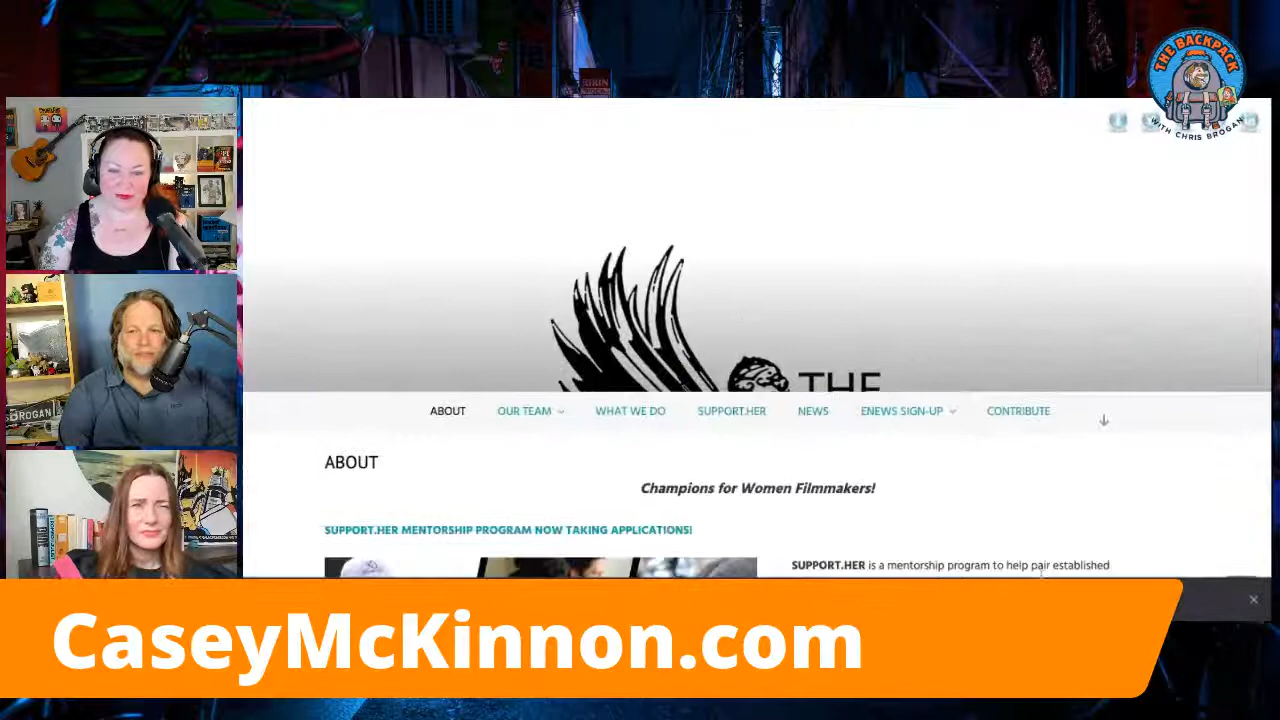 THE BACKPACK
WITH CHRIS BROGAN
THE
ABOUT OUR TEAM WHAT WE DO SUPPORT.HER NEWS ENEWS SIGN-UP CONTRIBUTE
ABOUT
Champions for Women Filmmakers!
SUPPORT.HER MENTORSHIP PROGRAM NOW TAKING APPLICATIONS!
SUPPORT.HER is a mentorship program to help pair established
BROGAN
CaseyMcKinnon.com